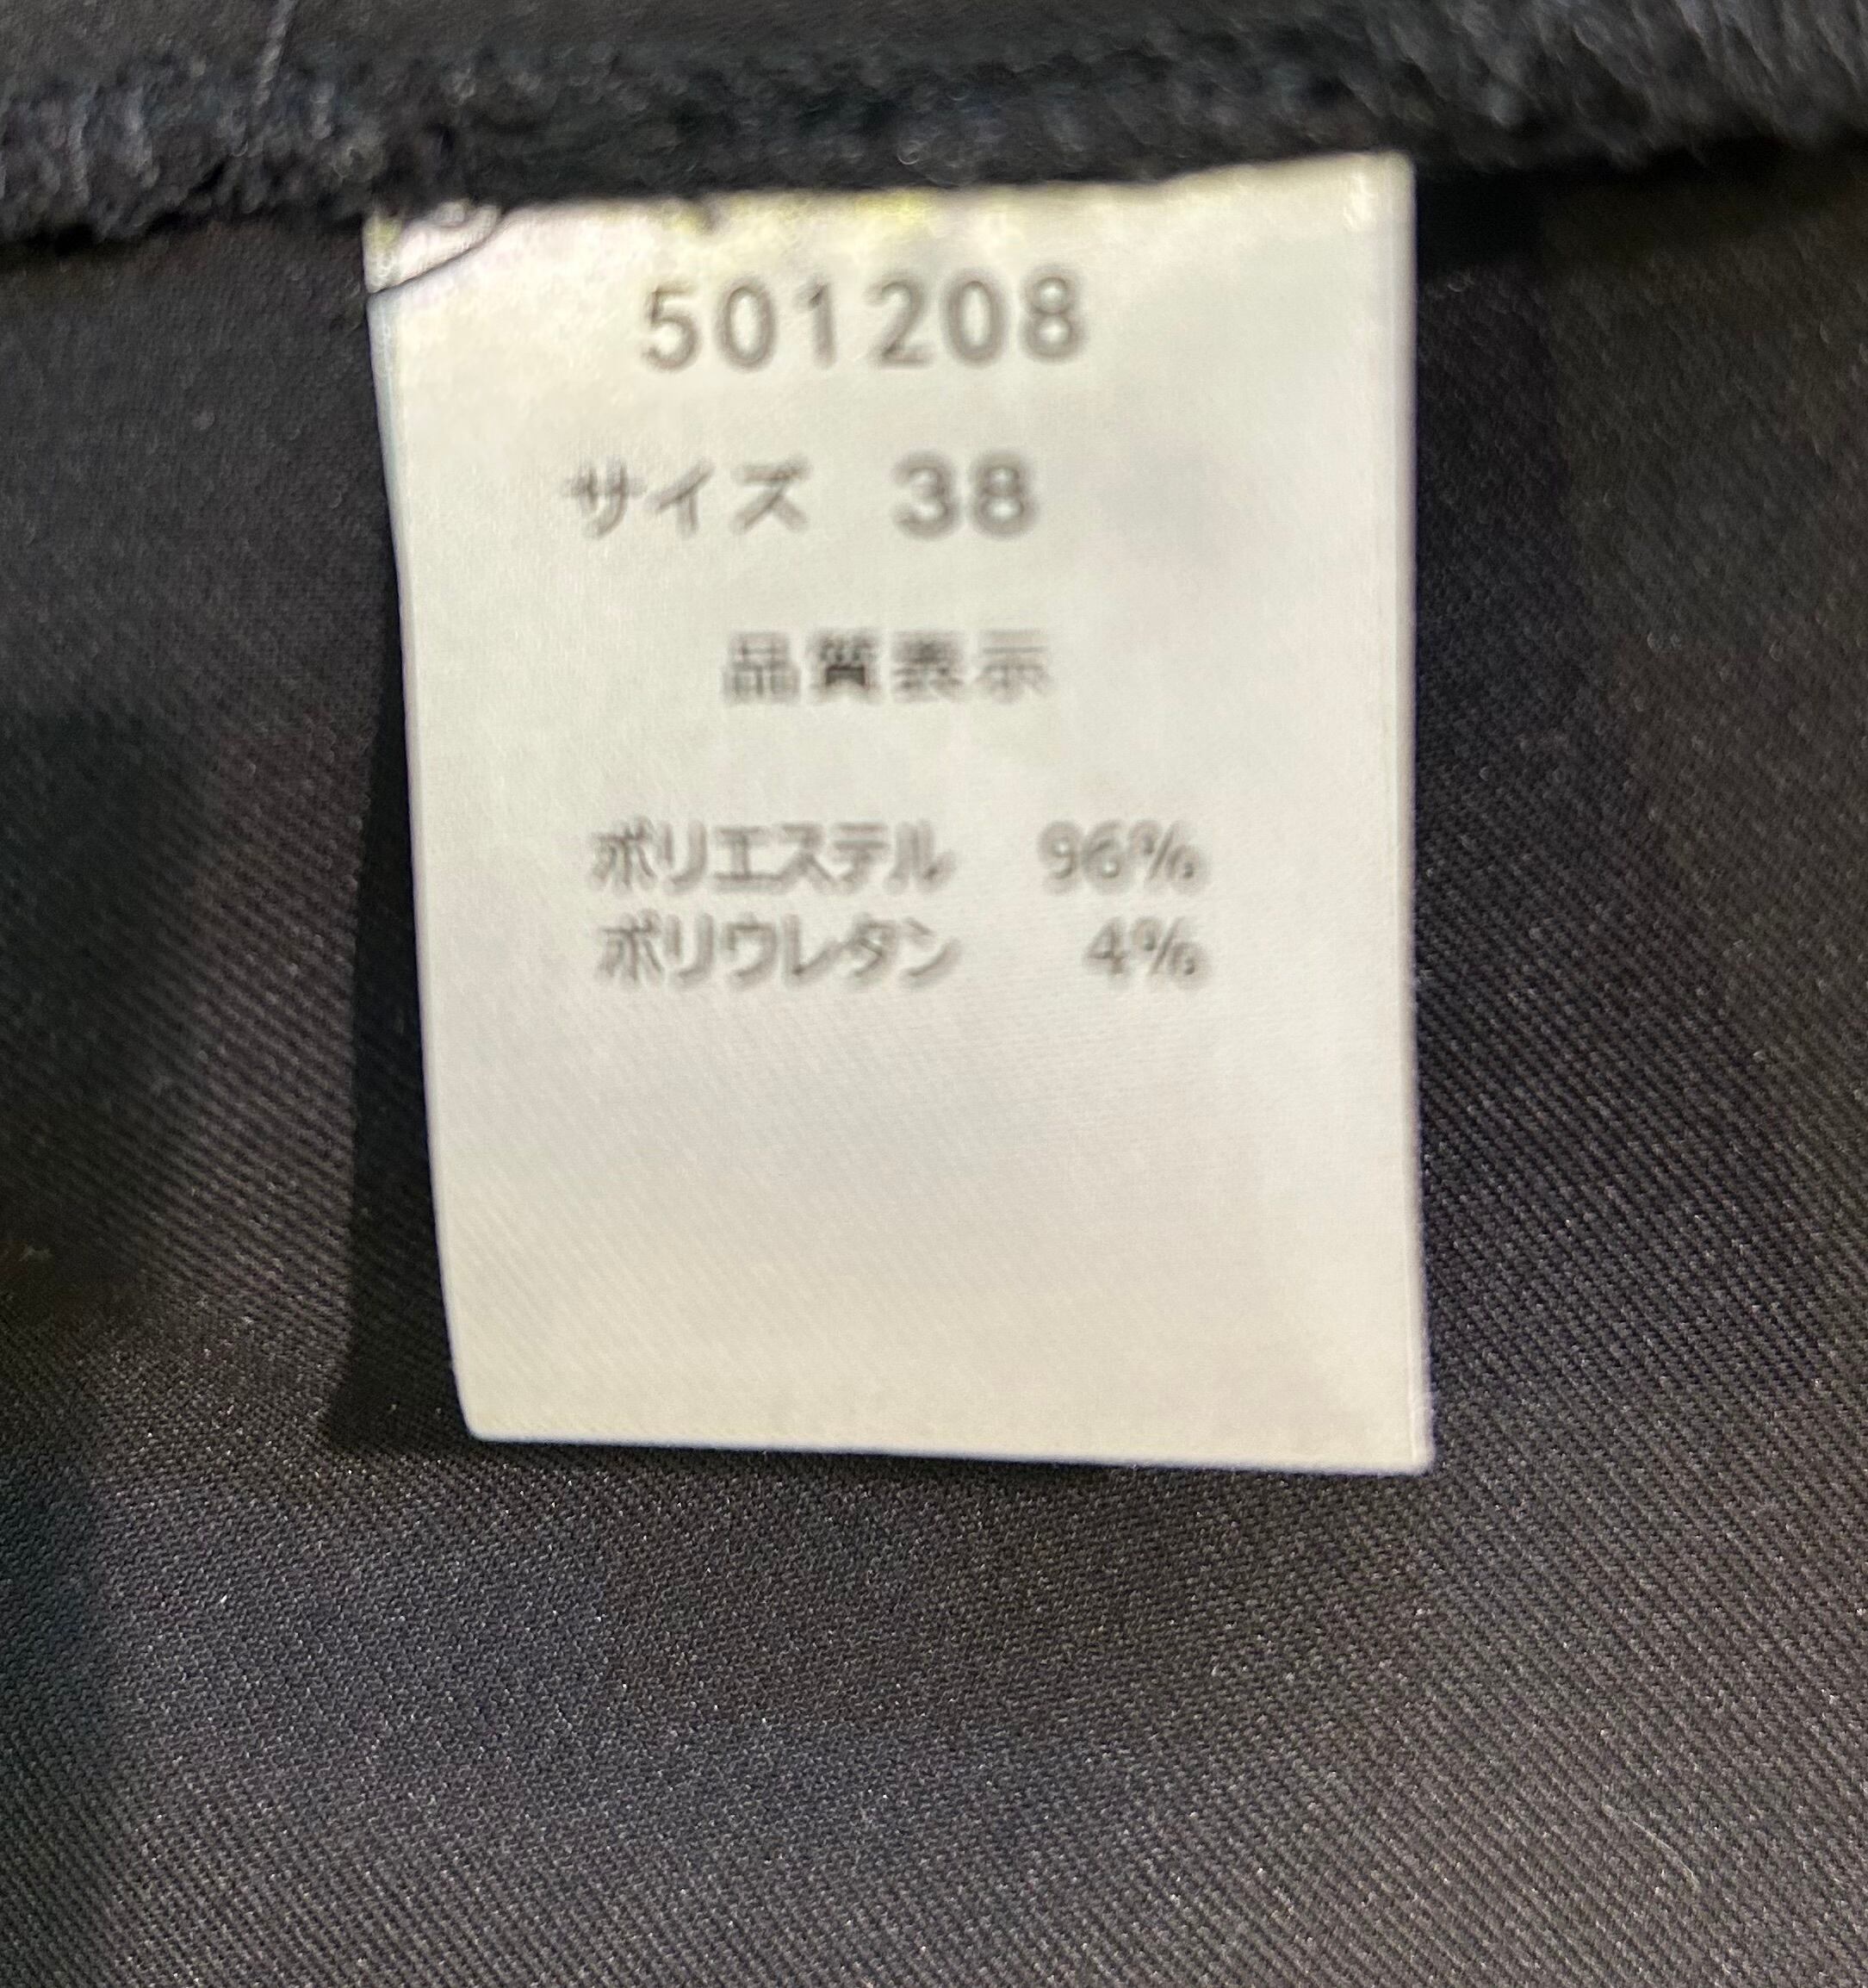 501208
サイズ 38
品質表示
ポリエステル 96%
ポリウレタン 4%